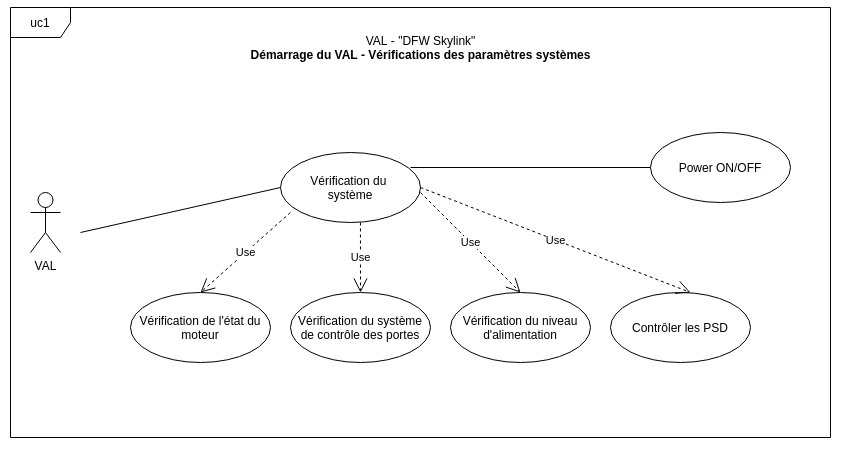 uc1
VAL - "DFW Skylink"
Démarrage du VAL - Vérifications des paramètres systèmes
Power ON/OFF
Vérification du
système
VAL
Use
Use
Use
Use
Vérification de l'état du
moteur
Vérification du système
de contrôle des portes
Vérification du niveau
d'alimentation
Contrôler les PSD